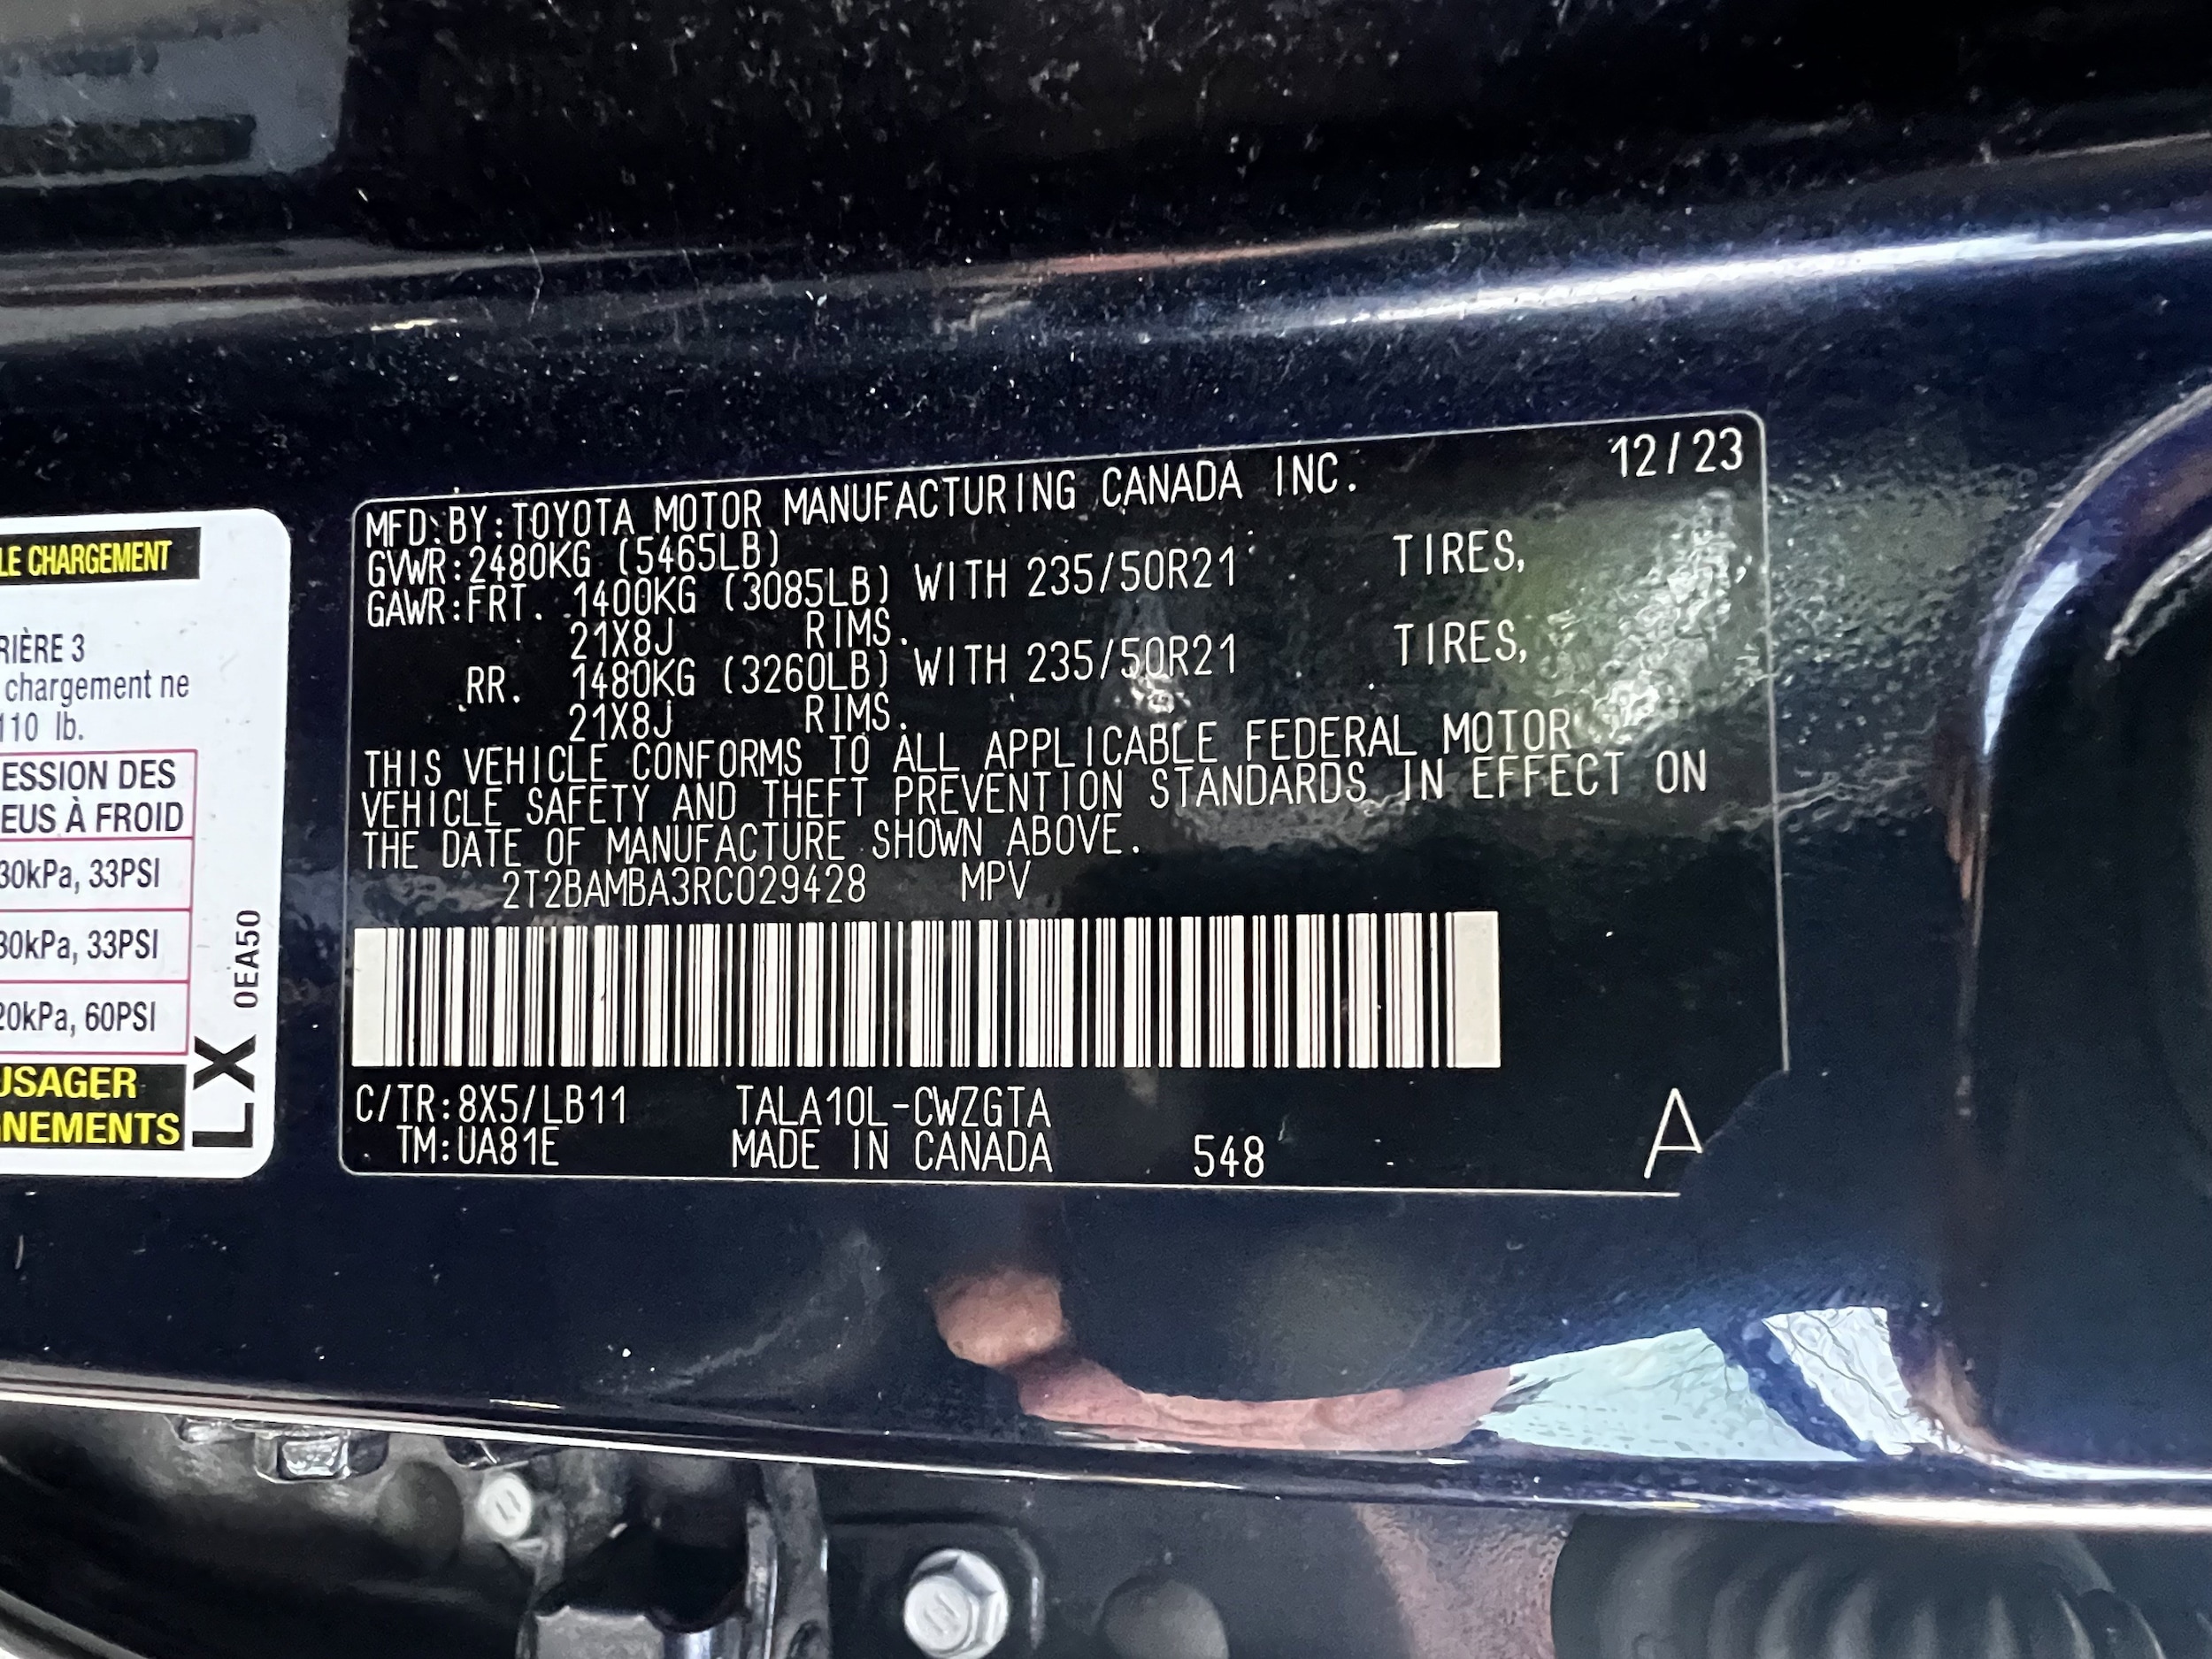 LE CHARGEMENT
RIÈRE 3
chargement ne
110 lb.
ESSION DES
EUS À FROID
30kPa, 33PSI
30kPa, 33PSI
20kPa, 60PSI
USAGER
GNEMENTS
LX 0EA50
12/23
MFD.BY:TOYOTA MOTOR MANUFACTURING CANADA INC.
GVWR:2480KG (5465LB)
GAWR:FRT. 1400KG (3085LB) WITH 235/50R21 TIRES,
21X8J RIMS.
RR. 1480KG (3260LB) WITH 235/50R21 TIRES,
21X8J RIMS.
THIS VEHICLE CONFORMS TO ALL APPLICABLE FEDERAL MOTOR
VEHICLE SAFETY AND THEFT PREVENTION STANDARDS IN EFFECT ON
THE DATE OF MANUFACTURE SHOWN ABOVE.
2T2BAMBA3RC029428 MPV
C/TR:8X5/LB11 TALA10L-CWZGTA
TM:UA81E MADE IN CANADA 548
A